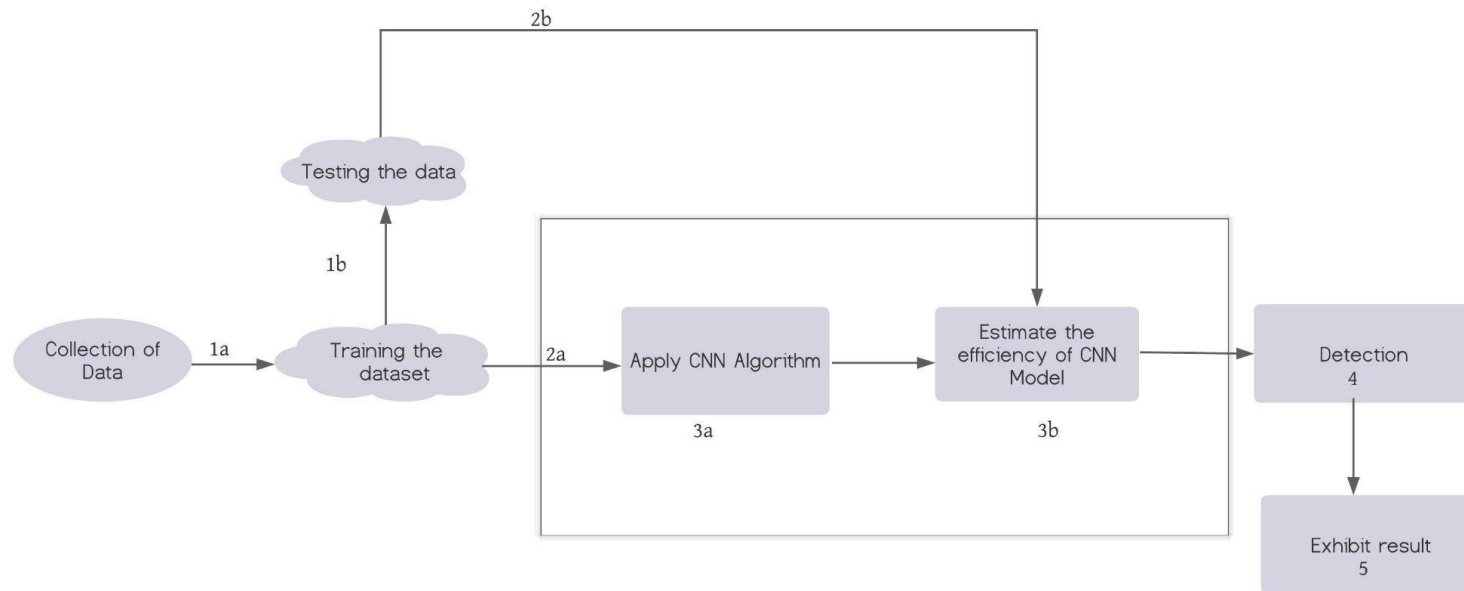 2b
Testing the data
1b
Collection of
Data
1a
Training the
dataset
2a
Apply CNN Algorithm
3a
Estimate the
efficiency of CNN
Model
3b
Detection
4
Exhibit result
5